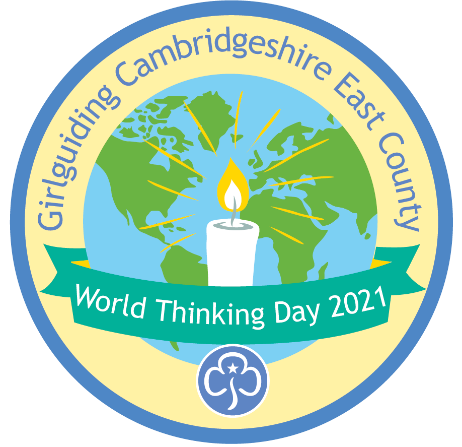 Girlguiding Cambridgeshire East County
World Thinking Day 2021